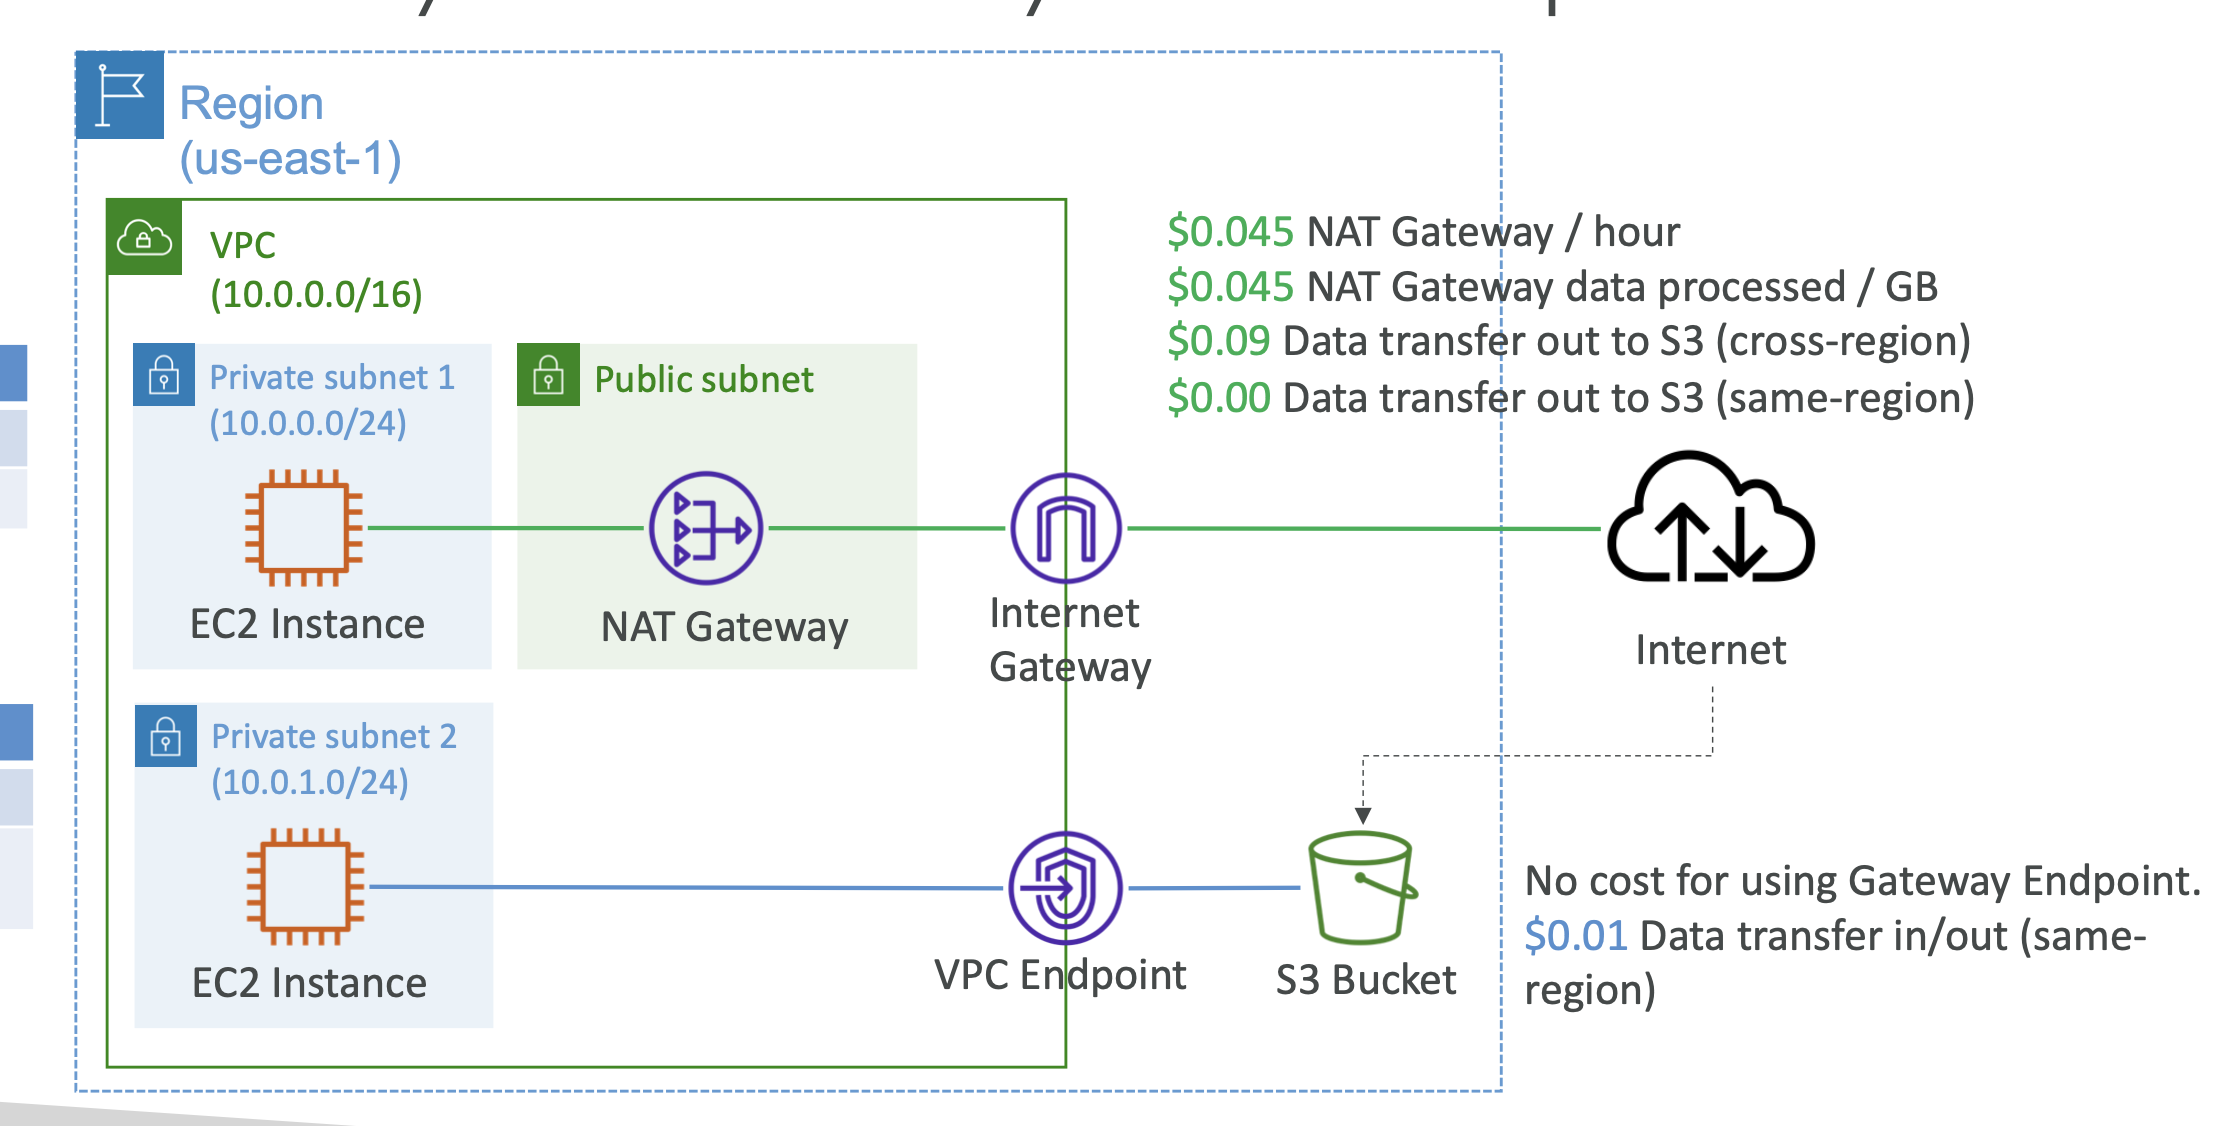 Region
(us-east-1)
VPC
(10.0.0.0/16)
$0.045 NAT Gateway / hour
$0.045 NAT Gateway data processed / GB
$0.09 Data transfer out to S3 (cross-region)
$0.00 Data transfer out to S3 (same-region)
Private subnet 1
(10.0.0.0/24)
Public subnet
EC2 Instance
NAT Gateway
Internet
Gateway
Internet
Private subnet 2
(10.0.1.0/24)
EC2 Instance
VPC Endpoint
S3 Bucket
No cost for using Gateway Endpoint.
$0.01 Data transfer in/out (same-
region)